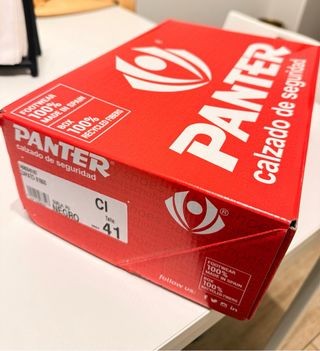 FOOTWEAR
100%
MADE IN SPAIN
BOX
100%
RECYCLED FIBERS
PANTER
calzado de seguridad
PANTER
calzado de seguridad
CI
Talla
41
NEGRO
FOOTWEAR
100%
MADE IN SPAIN
BOX
100%
RECYCLED FIBERS
follow us: